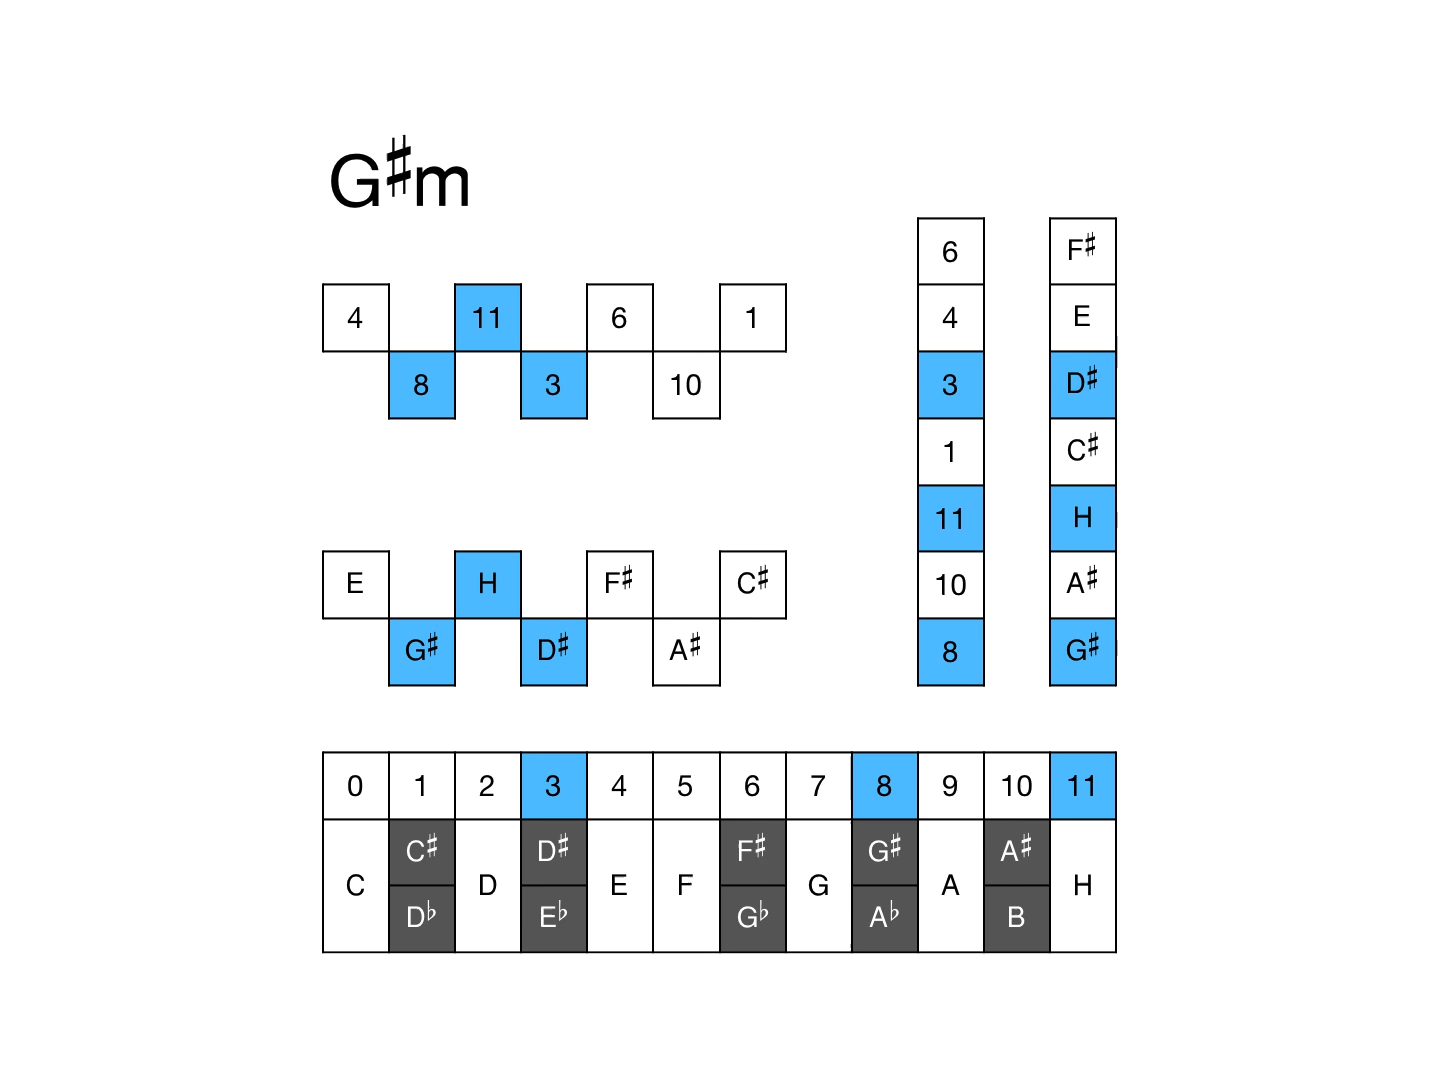 G♯m
6 F♯
4 11 6 1 4 E
8 3 10 3 D♯
1 C♯
11 H
E H F♯ C♯ 10 A♯
G♯ D♯ A♯ 8 G♯
0 1 2 3 4 5 6 7 8 9 10 11
C♯ D♯ F♯ G♯ A♯
C D E F G A H
D♭ E♭ G♭ A♭ B